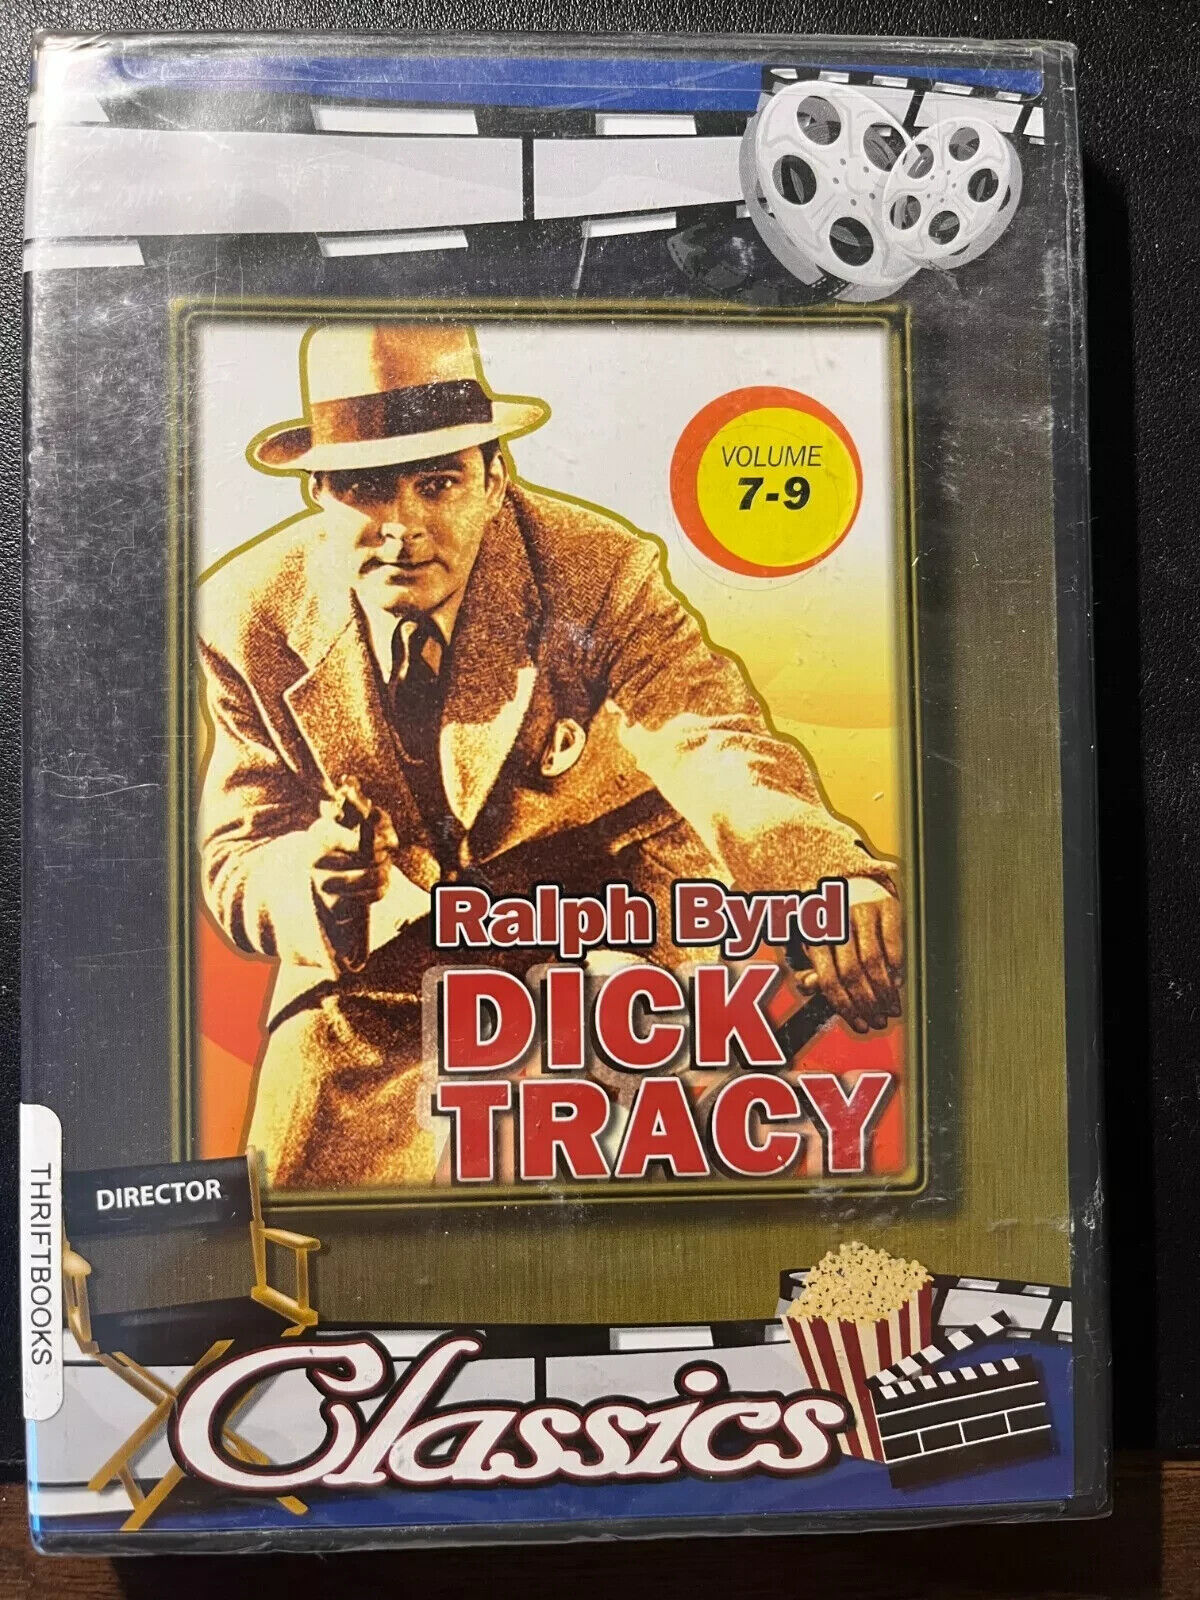 VOLUME
7-9
Ralph Byrd
DICK
TRACY
DIRECTOR
THRIFTBOOKS
Classics